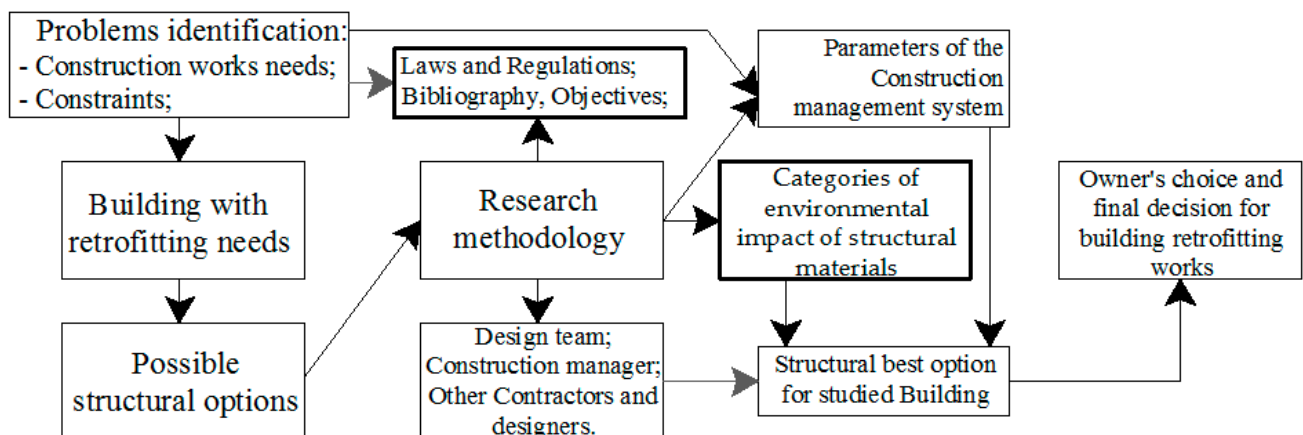 Problems identification:
- Construction works needs;
- Constraints;
Laws and Regulations;
Bibliography, Objectives;
Parameters of the
Construction
management system
Building with
retrofitting needs
Research
methodology
Categories of
environmental
impact of structural
materials
Owner's choice and
final decision for
building retrofitting
works
Possible
structural options
Design team;
Construction manager;
Other Contractors and
designers.
Structural best option
for studied Building